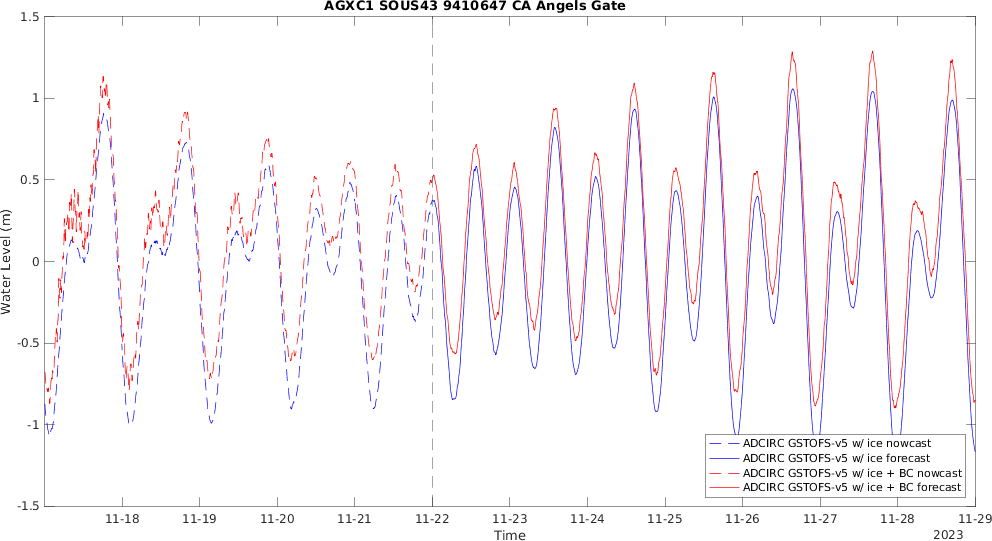 AGXC1 SOUS43 9410647 CA Angels Gate
1.5
1
0.5
0
-0.5
-1
-1.5
Water Level (m)
ADCIRC GSTOFS-v5 w/ ice nowcast
ADCIRC GSTOFS-v5 w/ ice forecast
ADCIRC GSTOFS-v5 w/ ice + BC nowcast
ADCIRC GSTOFS-v5 w/ ice + BC forecast
11-18 11-19 11-20 11-21 11-22 11-23 11-24 11-25 11-26 11-27 11-28 11-29
Time
2023